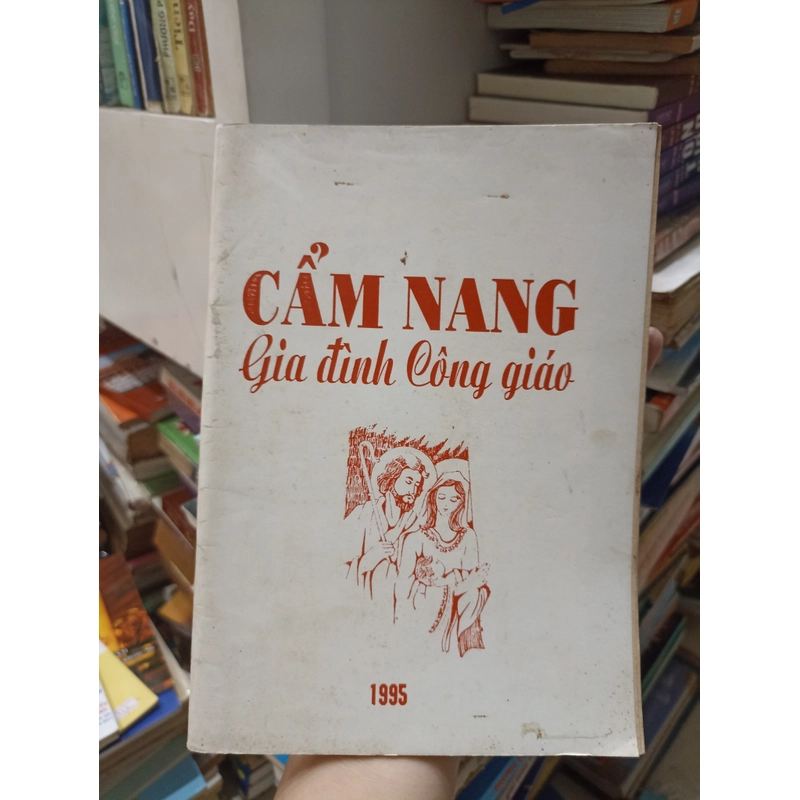 CẨM NANG
Gia đình Công giáo
1995